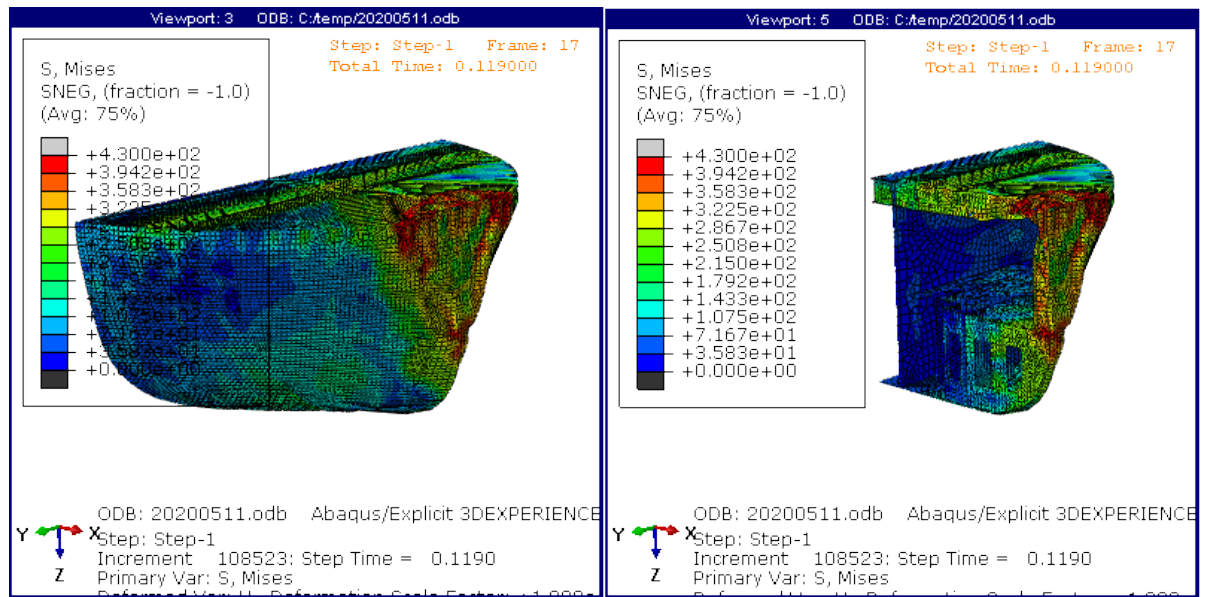 Viewport: 3 ODB: C:/temp/20200511.odb
Step: Step-1 Frame: 17
Total Time: 0.119000
S, Mises
SNEG, (fraction = -1.0)
(Avg: 75%)
+4.300e+02
+3.942e+02
+3.583e+02
ODB: 20200511.odb Abaqus/Explicit 3DEXPERIENCE
Y X
Z
Step: Step-1
Increment 108523: Step Time = 0.1190
Primary Var: S, Mises
Viewport: 5 ODB: C:/temp/20200511.odb
Step: Step-1 Frame: 17
Total Time: 0.119000
S, Mises
SNEG, (fraction = -1.0)
(Avg: 75%)
+4.300e+02
+3.942e+02
+3.583e+02
+3.225e+02
+2.867e+02
+2.508e+02
+2.150e+02
+1.792e+02
+1.433e+02
+1.075e+02
+7.167e+01
+3.583e+01
+0.000e+00
ODB: 20200511.odb Abaqus/Explicit 3DEXPERIENCE
Y X
Z
Step: Step-1
Increment 108523: Step Time = 0.1190
Primary Var: S, Mises